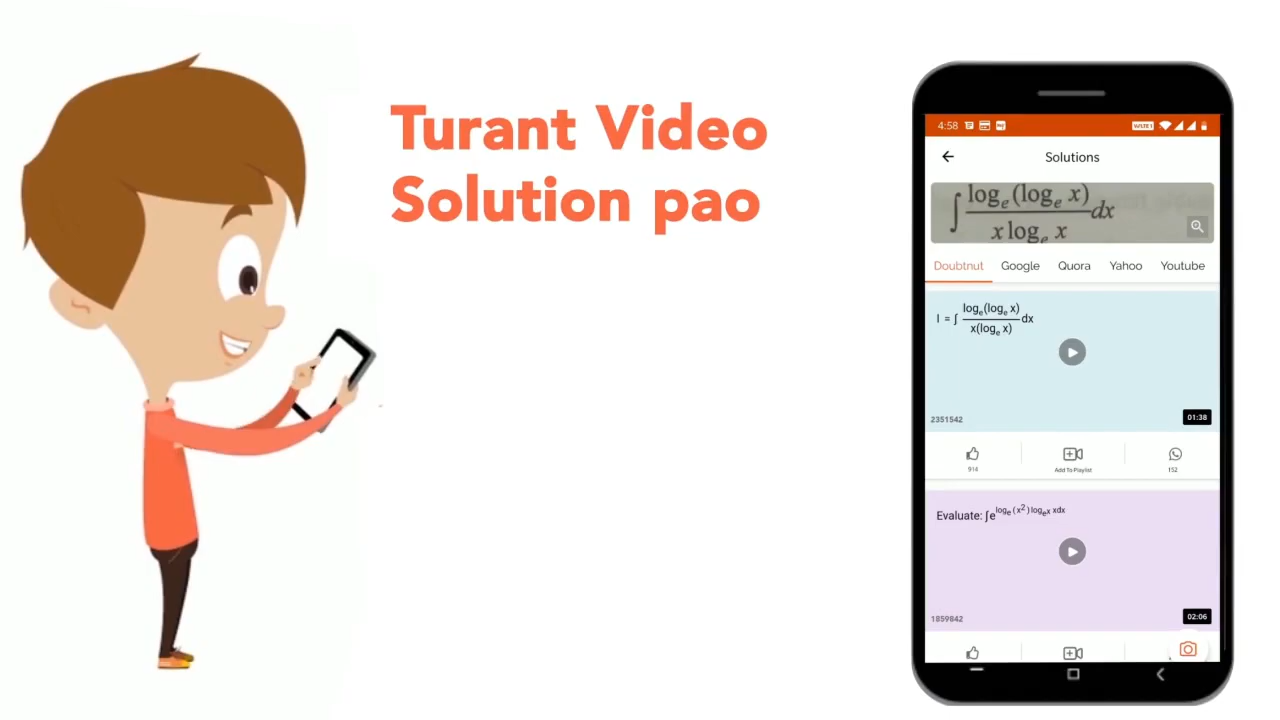 Turant Video
Solution pao
4:58
Solutions
∫ logₑ(logₑ x) / x logₑ x dx
Doubtnut Google Quora Yahoo Youtube
I = ∫ logₑ(logₑ x) / x(logₑ x) dx
2351542 01:38
914 Add To Playlist 152
Evaluate: ∫e^logₑ(x²)logₑx xdx
1859842 02:06